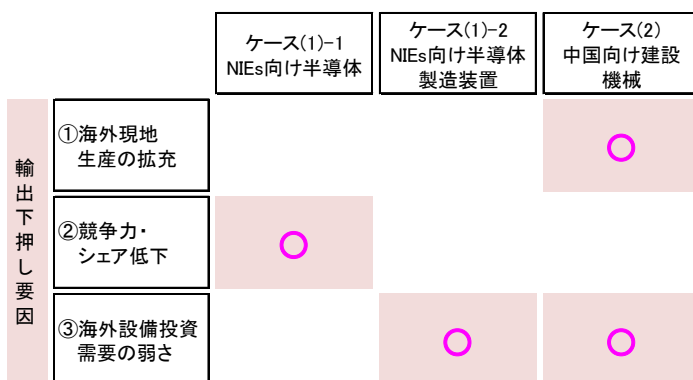 ケース(1)-1
NIEs向け半導体
ケース(1)-2
NIEs向け半導体
製造装置
ケース(2)
中国向け建設
機械
輸出下押し要因
①海外現地
生産の拡充
②競争力・
シェア低下
③海外設備投資
需要の弱さ